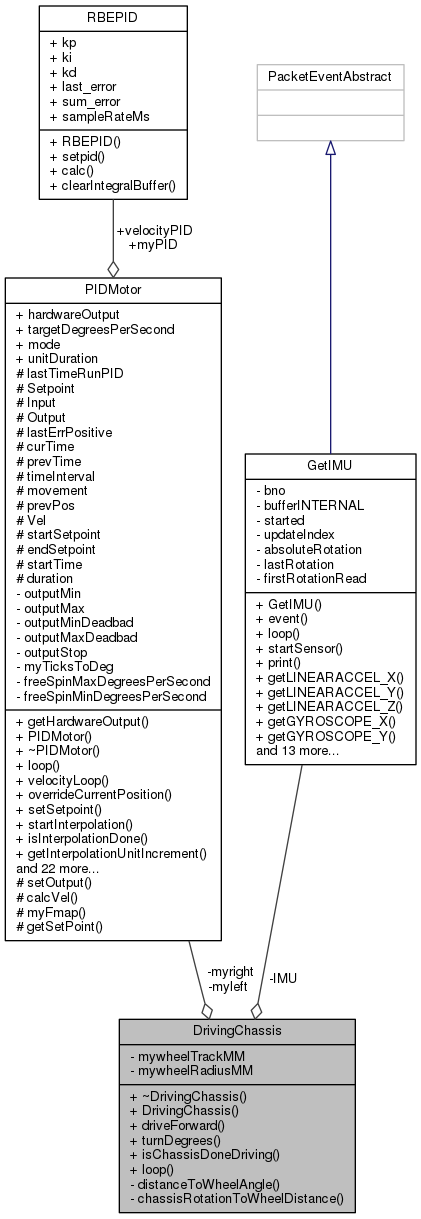 RBEPID
+ kp
+ ki
+ kd
+ last_error
+ sum_error
+ sampleRateMs
+ RBEPID()
+ setpid()
+ calc()
+ clearIntegralBuffer()
PacketEventAbstract
+velocityPID
+myPID
PIDMotor
+ hardwareOutput
+ targetDegreesPerSecond
+ mode
+ unitDuration
# lastTimeRunPID
# Setpoint
# Input
# Output
# lastErrPositive
# curTime
# prevTime
# timeInterval
# movement
# prevPos
# Vel
# startSetpoint
# endSetpoint
# startTime
# duration
- outputMin
- outputMax
- outputMinDeadbad
- outputMaxDeadbad
- outputStop
- myTicksToDeg
- freeSpinMaxDegreesPerSecond
- freeSpinMinDegreesPerSecond
+ getHardwareOutput()
+ PIDMotor()
+ ~PIDMotor()
+ loop()
+ velocityLoop()
+ overrideCurrentPosition()
+ setSetpoint()
+ startInterpolation()
+ isInterpolationDone()
+ getInterpolationUnitIncrement()
and 22 more...
# setOutput()
# calcVel()
# myFmap()
# getSetPoint()
GetIMU
- bno
- bufferINTERNAL
- started
- updateIndex
- absoluteRotation
- lastRotation
- firstRotationRead
+ GetIMU()
+ event()
+ loop()
+ startSensor()
+ print()
+ getLINEARACCEL_X()
+ getLINEARACCEL_Y()
+ getLINEARACCEL_Z()
+ getGYROSCOPE_X()
+ getGYROSCOPE_Y()
and 13 more...
-myright
-myleft
-IMU
DrivingChassis
- mywheelTrackMM
- mywheelRadiusMM
+ ~DrivingChassis()
+ DrivingChassis()
+ driveForward()
+ turnDegrees()
+ isChassisDoneDriving()
+ loop()
- distanceToWheelAngle()
- chassisRotationToWheelDistance()